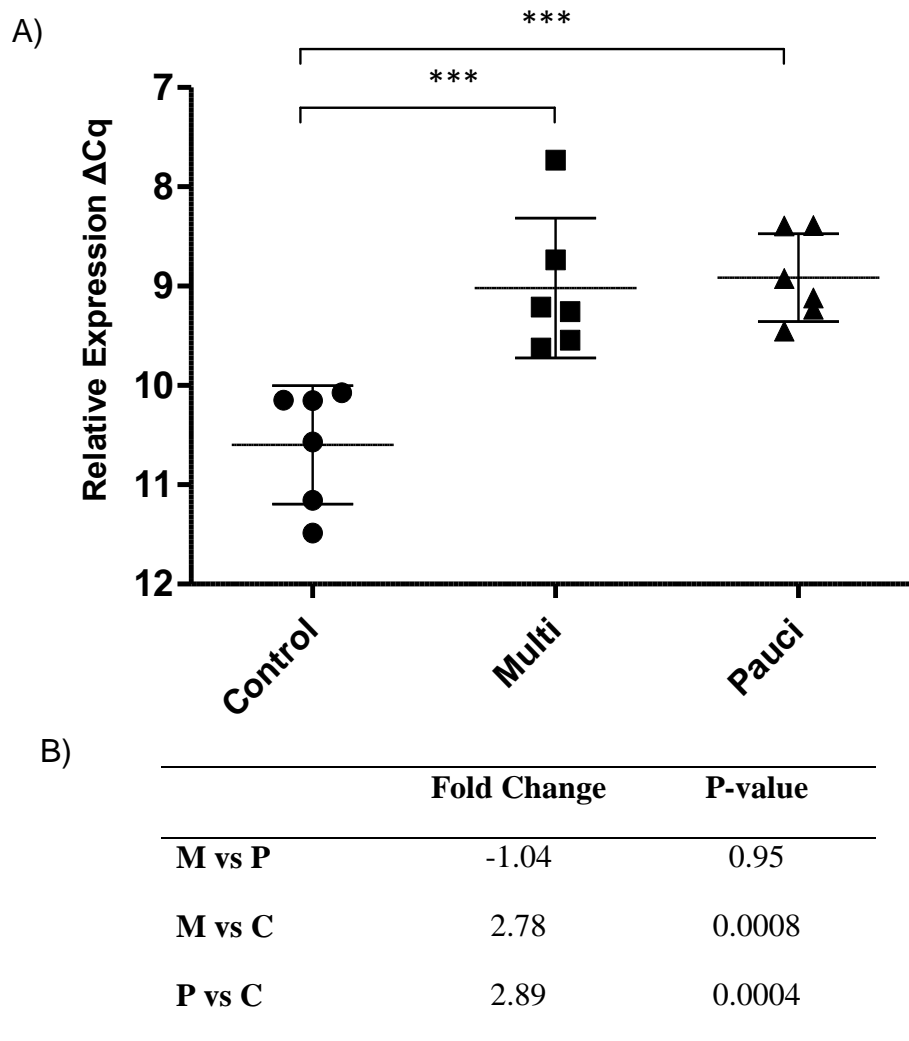 A)
***
***
Relative Expression ΔCq
7
8
9
10
11
12
Control
Multi
Pauci
B)
Fold Change P-value
M vs P -1.04 0.95
M vs C 2.78 0.0008
P vs C 2.89 0.0004